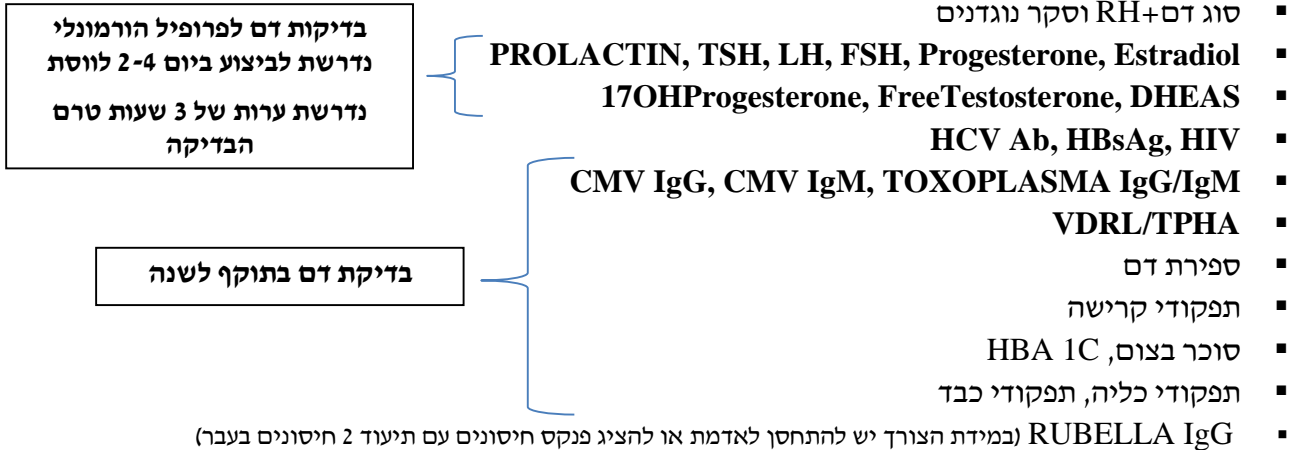 סוג דם+RH וסקר נוגדנים
PROLACTIN, TSH, LH, FSH, Progesterone, Estradiol
17OHProgesterone, FreeTestosterone, DHEAS
בדיקות דם לפרופיל הורמונלי
נדרשת לביצוע ביום 2-4 לווסת
נדרשת ערות של 3 שעות טרם
הבדיקה
HCV Ab, HBsAg, HIV
CMV IgG, CMV IgM, TOXOPLASMA IgG/IgM
VDRL/TPHA
ספירת דם
תפקודי קרישה
סוכר בצום, HBA 1C
תפקודי כליה, תפקודי כבד
בדיקת דם בתוקף לשנה
RUBELLA IgG (במידת הצורך יש להתחסן לאדמת או להציג פנקס חיסונים עם תיעוד 2 חיסונים בעבר)